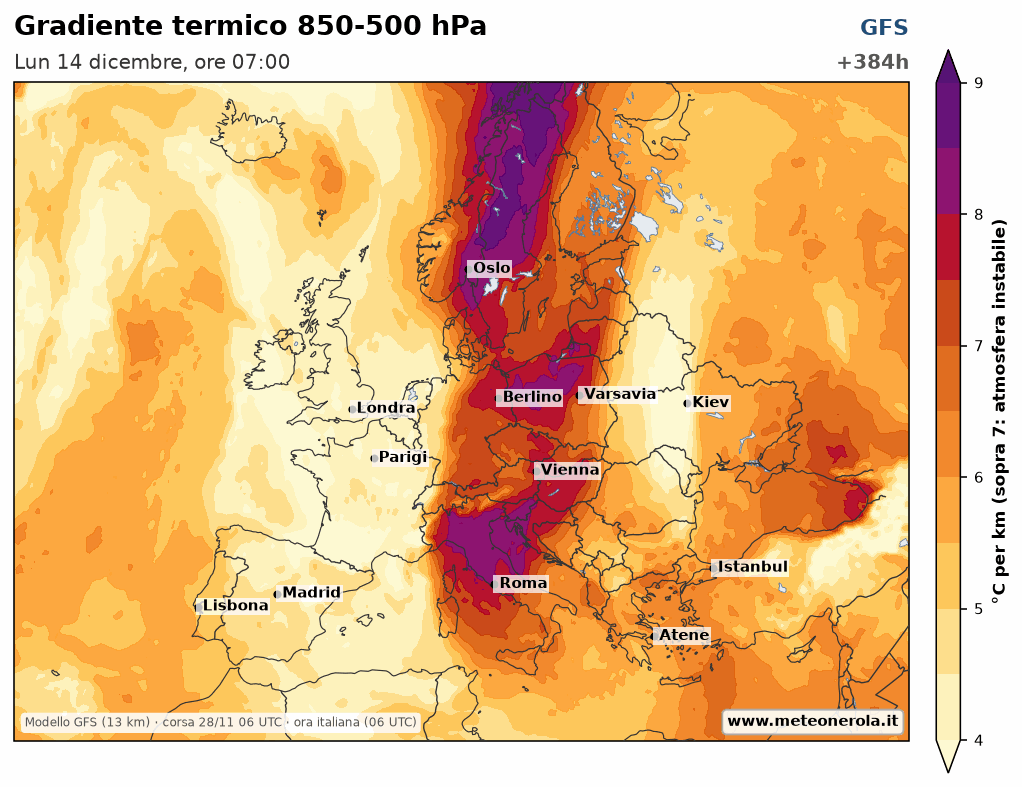 Gradiente termico 850-500 hPa
GFS
Lun 14 dicembre, ore 07:00
+384h
Oslo
Berlino
Varsavia
Kiev
Londra
Parigi
Vienna
Istanbul
Roma
Madrid
Lisbona
Atene
Modello GFS (13 km) · corsa 28/11 06 UTC · ora italiana (06 UTC)
www.meteonerola.it
9
8
7
6
5
4
°C per km (sopra 7: atmosfera instabile)